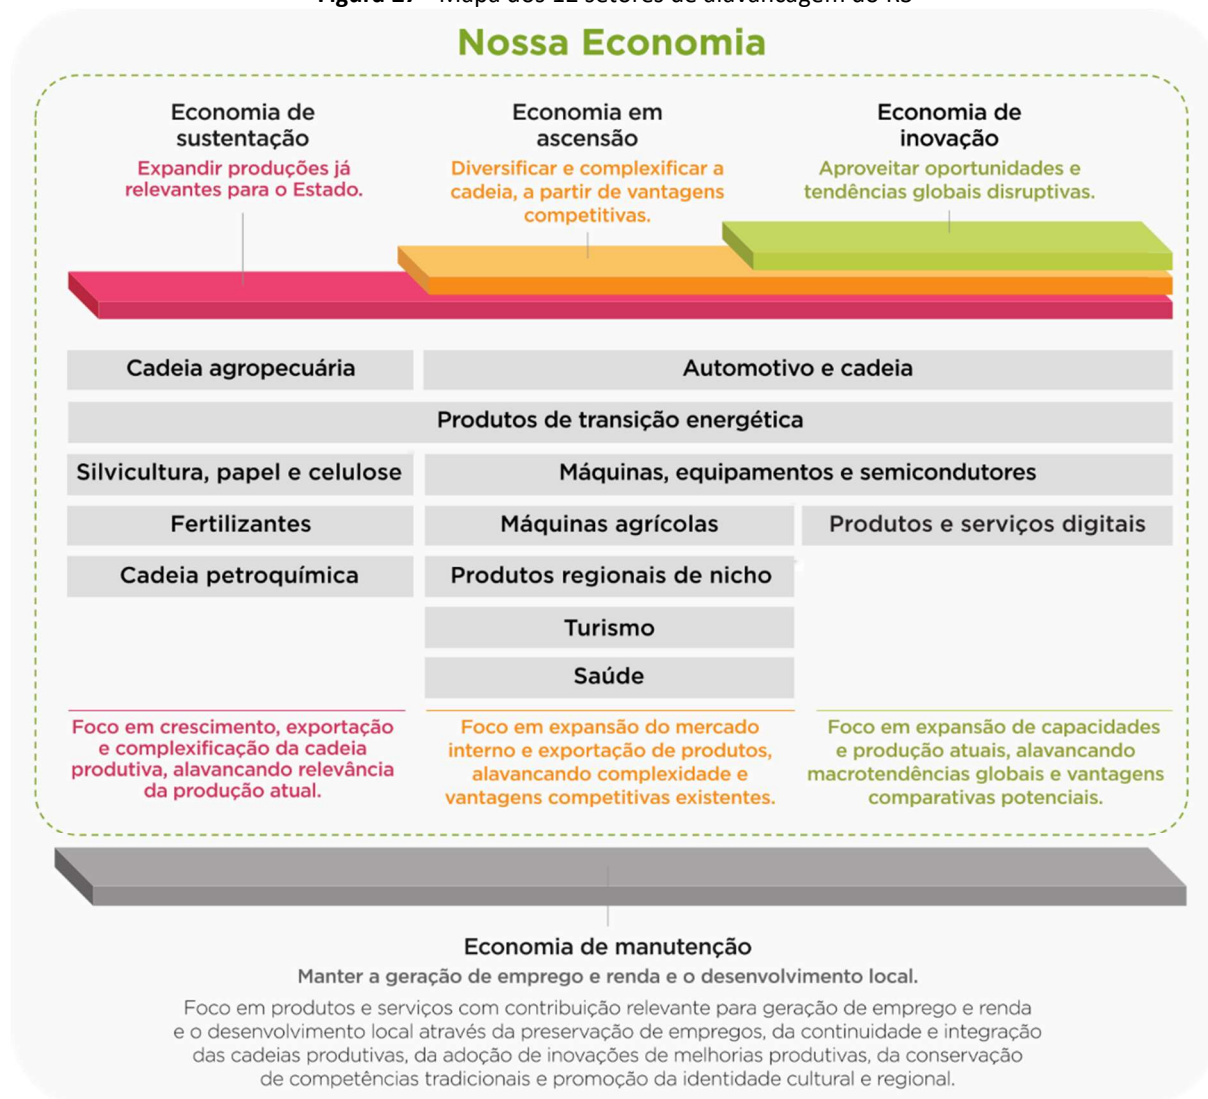 Nossa Economia
Economia de
sustentação
Expandir produções já
relevantes para o Estado.
Economia em
ascensão
Diversificar e complexificar a
cadeia, a partir de vantagens
competitivas.
Economia de
inovação
Aproveitar oportunidades e
tendências globais disruptivas.
Cadeia agropecuária
Automotivo e cadeia
Produtos de transição energética
Silvicultura, papel e celulose
Máquinas, equipamentos e semicondutores
Fertilizantes
Máquinas agrícolas
Produtos e serviços digitais
Cadeia petroquímica
Produtos regionais de nicho
Turismo
Saúde
Foco em crescimento, exportação
e complexificação da cadeia
produtiva, alavancando relevância
da produção atual.
Foco em expansão do mercado
interno e exportação de produtos,
alavancando complexidade e
vantagens competitivas existentes.
Foco em expansão de capacidades
e produção atuais, alavancando
macrotendências globais e vantagens
comparativas potenciais.
Economia de manutenção
Manter a geração de emprego e renda e o desenvolvimento local.
Foco em produtos e serviços com contribuição relevante para geração de emprego e renda
e o desenvolvimento local através da preservação de empregos, da continuidade e integração
das cadeias produtivas, da adoção de inovações de melhorias produtivas, da conservação
de competências tradicionais e promoção da identidade cultural e regional.